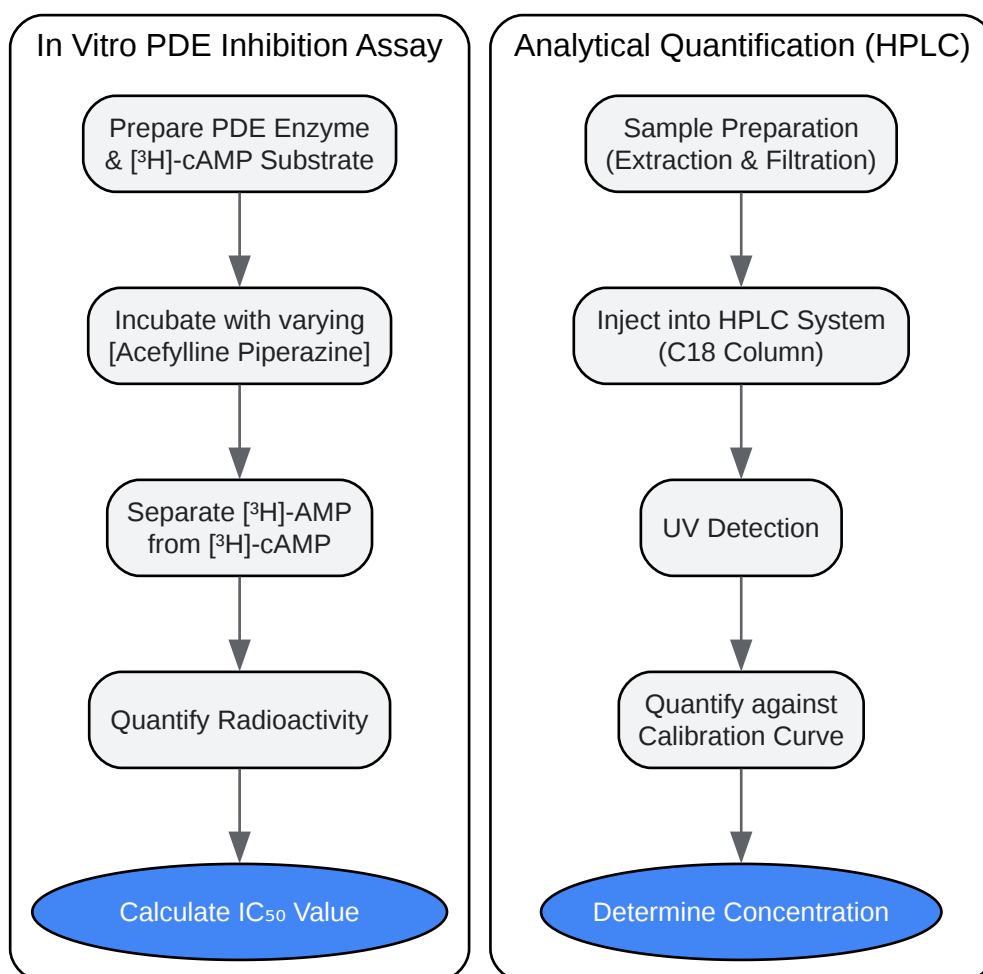 In Vitro PDE Inhibition Assay
Prepare PDE Enzyme
& [³H]-cAMP Substrate
Incubate with varying
[Acefylline Piperazine]
Separate [³H]-AMP
from [³H]-cAMP
Quantify Radioactivity
Calculate IC₅₀ Value
Analytical Quantification (HPLC)
Sample Preparation
(Extraction & Filtration)
Inject into HPLC System
(C18 Column)
UV Detection
Quantify against
Calibration Curve
Determine Concentration